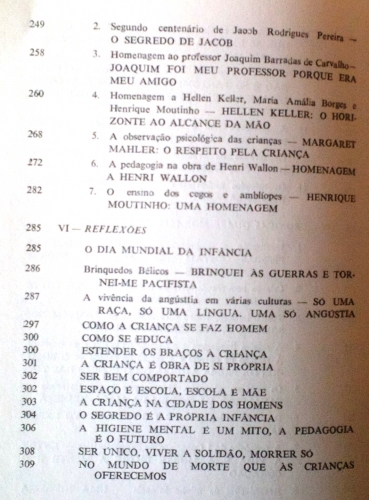 249 2. Segundo centenário de Jacob Rodrigues Pereira —
O SEGREDO DE JACOB
258 3. Homenagem ao professor Joaquim Barradas de Carvalho—
JOAQUIM FOI MEU PROFESSOR PORQUE ERA
MEU AMIGO
260 4. Homenagem a Hellen Keller, Maria Amália Borges e
Henrique Moutinho — HELLEN KELLER: O HORI-
ZONTE AO ALCANCE DA MÃO
268 5. A observação psicológica das crianças — MARGARET
MAHLER: O RESPEITO PELA CRIANÇA
272 6. A pedagogia na obra de Henri Wallon—HOMENAGEM
A HENRI WALLON
282 7. O ensino dos cegos e amblíopes — HENRIQUE
MOUTINHO: UMA HOMENAGEM
285 VI — REFLEXÕES
285 O DIA MUNDIAL DA INFÂNCIA
286 Brinquedos Bélicos — BRINQUEI ÀS GUERRAS E TOR-
NEI-ME PACIFISTA
287 A vivência da angústtia em várias culturas — SÓ UMA
RAÇA, SÓ UMA LÍNGUA. UMA SÓ ANGÚSTIA
297 COMO A CRIANÇA SE FAZ HOMEM
300 COMO SE EDUCA
300 ESTENDER OS BRAÇOS À CRIANÇA
301 A CRIANÇA É OBRA DE SI PRÓPRIA
302 SER BEM COMPORTADO
302 ESPAÇO É ESCOLA, ESCOLA É MÃE
303 A CRIANÇA NA CIDADE DOS HOMENS
304 O SEGREDO É A PRÓPRIA INFÂNCIA
306 A HIGIENE MENTAL É UM MITO, A PEDAGOGIA
É O FUTURO
308 SER ÚNICO, VIVER A SOLIDÃO, MORRER SÓ
309 NO MUNDO DE MORTE QUE ÀS CRIANÇAS
OFERECEMOS